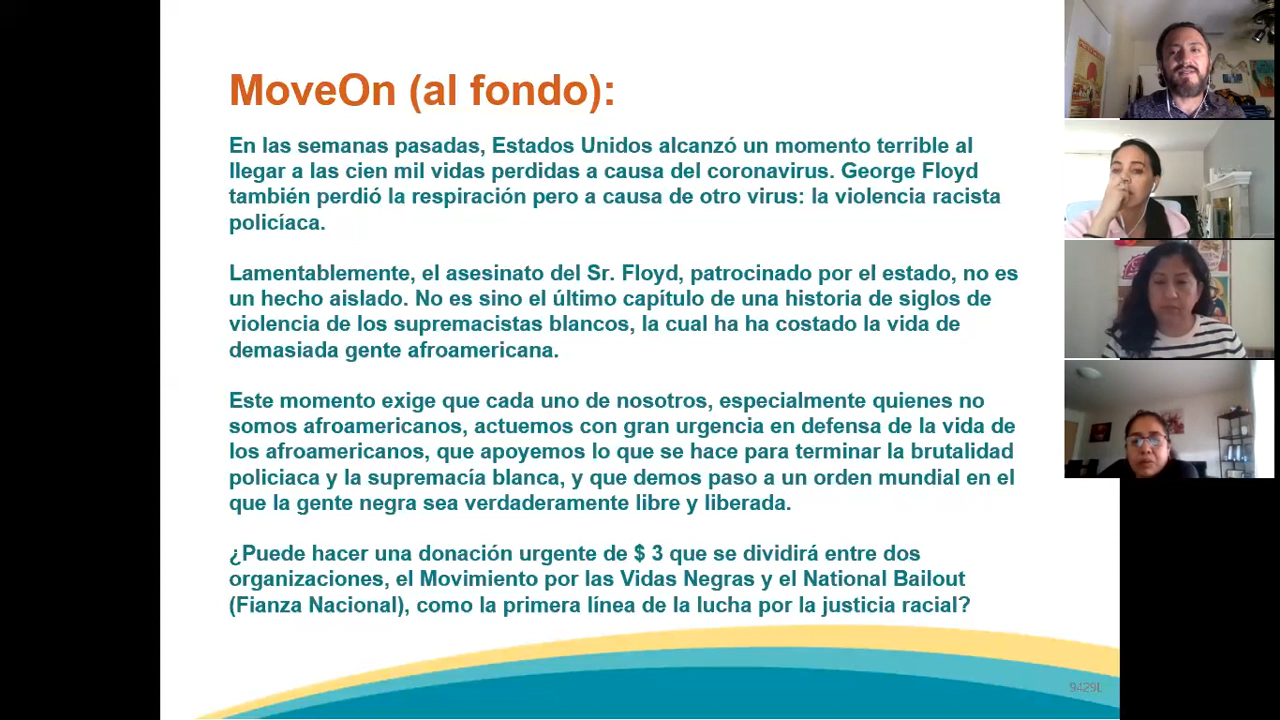 MoveOn (al fondo):
En las semanas pasadas, Estados Unidos alcanzó un momento terrible al
llegar a las cien mil vidas perdidas a causa del coronavirus. George Floyd
también perdió la respiración pero a causa de otro virus: la violencia racista
policíaca.
Lamentablemente, el asesinato del Sr. Floyd, patrocinado por el estado, no es
un hecho aislado. No es sino el último capítulo de una historia de siglos de
violencia de los supremacistas blancos, la cual ha ha costado la vida de
demasiada gente afroamericana.
Este momento exige que cada uno de nosotros, especialmente quienes no
somos afroamericanos, actuemos con gran urgencia en defensa de la vida de
los afroamericanos, que apoyemos lo que se hace para terminar la brutalidad
policiaca y la supremacía blanca, y que demos paso a un orden mundial en el
que la gente negra sea verdaderamente libre y liberada.
¿Puede hacer una donación urgente de $ 3 que se dividirá entre dos
organizaciones, el Movimiento por las Vidas Negras y el National Bailout
(Fianza Nacional), como la primera línea de la lucha por la justicia racial?